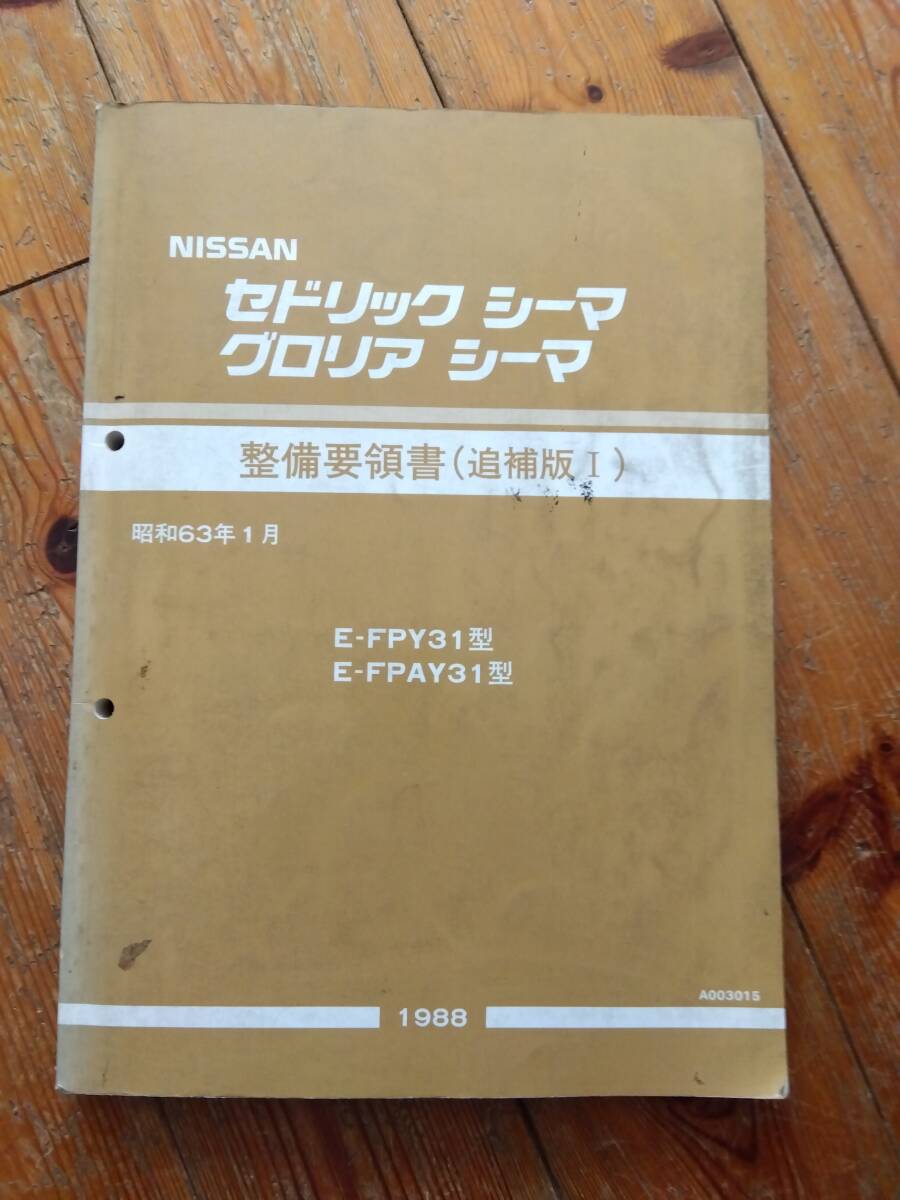 NISSAN
セドリック シーマ
グロリア シーマ
整備要領書(追補版Ⅰ)
昭和63年1月
E-FPY31型
E-FPAY31型
A003015
1988